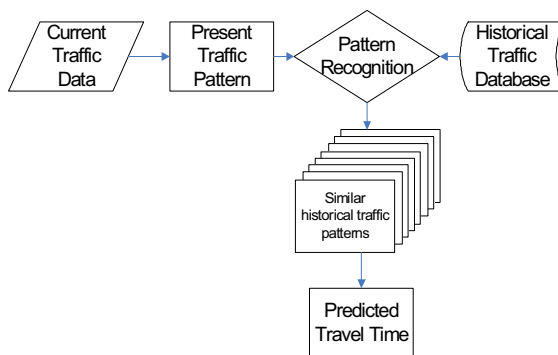 Current
Traffic
Data
Present
Traffic
Pattern
Pattern
Recognition
Historical
Traffic
Database
Similar
historical traffic
patterns
Predicted
Travel Time